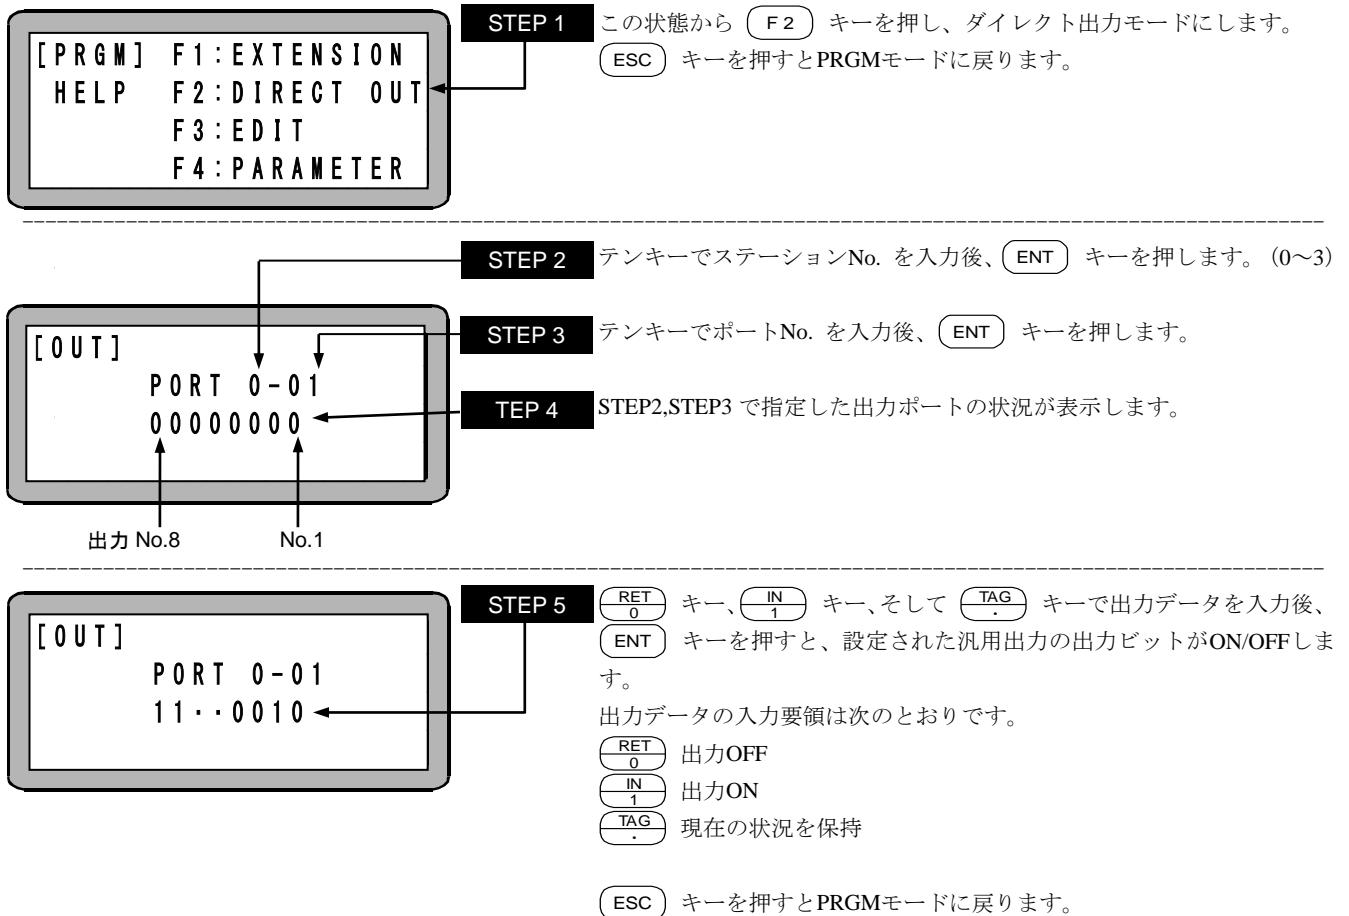 STEP 1
この状態から F 2 キーを押し、ダイレクト出力モードにします。
ESC キーを押すとPRGMモードに戻ります。
[PRGM] F1:EXTENSION
HELP F2:DIRECT OUT
F3:EDIT
F4:PARAMETER
STEP 2
テンキーでステーションNo. を入力後、ENT キーを押します。(0〜3)
STEP 3
テンキーでポートNo. を入力後、ENT キーを押します。
[OUT]
PORT 0-01
00000000
TEP 4
STEP2,STEP3 で指定した出力ポートの状況が表示します。
出力 No.8
No.1
STEP 5
RET 0 キー、IN 1 キー、そして TAG ・ キーで出力データを入力後、
ENT キーを押すと、設定された汎用出力の出力ビットがON/OFFしま
す。
[OUT]
PORT 0-01
11・・0010
出力データの入力要領は次のとおりです。
RET 0 出力OFF
IN 1 出力ON
TAG ・ 現在の状況を保持
ESC キーを押すとPRGMモードに戻ります。